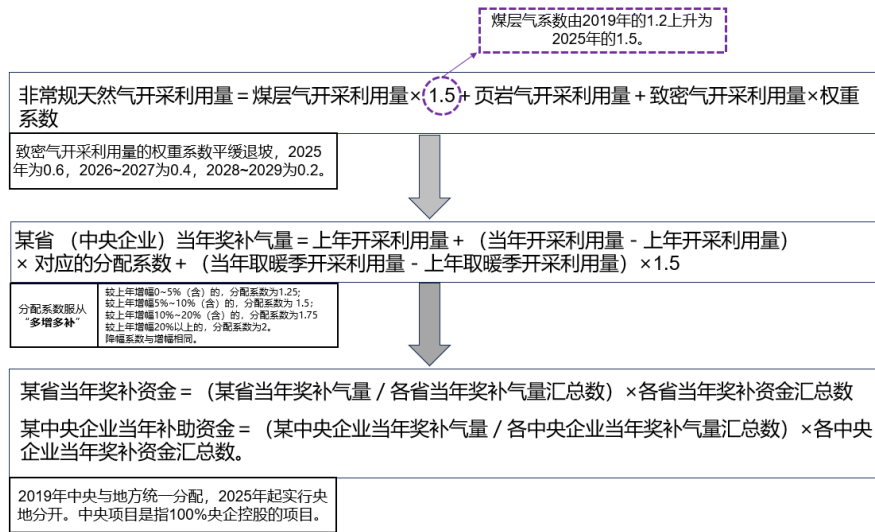 煤层气系数由2019年的1.2上升为
2025年的1.5。
非常规天然气开采利用量＝煤层气开采利用量×1.5＋页岩气开采利用量＋致密气开采利用量×权重
系数
致密气开采利用量的权重系数平缓退坡，2025
年为0.6，2026~2027为0.4，2028~2029为0.2。
某省 （中央企业）当年奖补气量＝上年开采利用量＋（当年开采利用量 - 上年开采利用量）
× 对应的分配系数＋（当年取暖季开采利用量 - 上年取暖季开采利用量）×1.5
分配系数服从
“多增多补”
较上年增幅0~5%（含）的，分配系数为1.25;
较上年增幅5%~10%（含）的，分配系数为 1.5;
较上年增幅10%~20%（含）的，分配系数为1.75
较上年增幅20%以上的，分配系数为2。
降幅系数与增幅相同。
某省当年奖补资金＝（某省当年奖补气量 / 各省当年奖补气量汇总数）×各省当年奖补资金汇总数
某中央企业当年补助资金＝（某中央企业当年奖补气量 / 各中央企业当年奖补气量汇总数）×各中央
企业当年奖补资金汇总数。
2019年中央与地方统一分配，2025年起实行央
地分开。中央项目是指100%央企控股的项目。